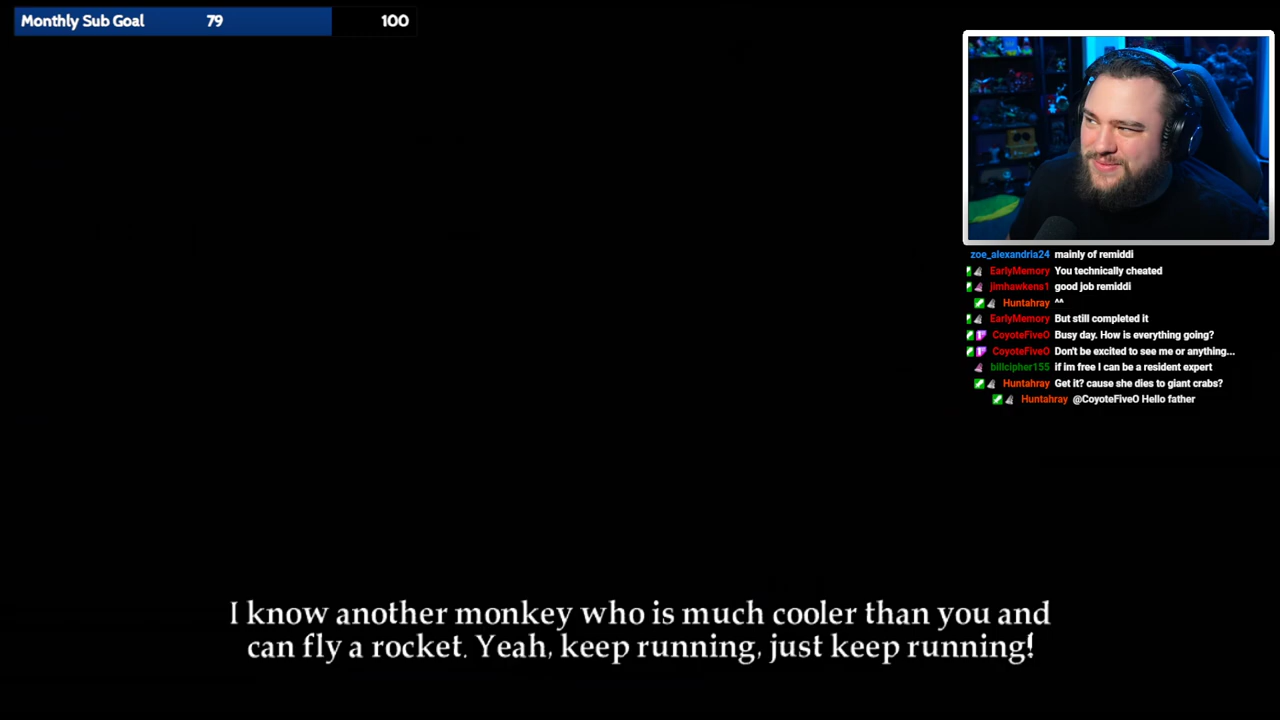 Monthly Sub Goal 79 100
zoe_alexandria24 mainly of remiddi
EarlyMemory You technically cheated
jimhawkens1 good job remiddi
Huntahray ^^
EarlyMemory But still completed it
CoyoteFiveO Busy day. How is everything going?
CoyoteFiveO Don't be excited to see me or anything...
billcipher155 if im free I can be a resident expert
Huntahray Get it? cause she dies to giant crabs?
Huntahray @CoyoteFiveO Hello father
I know another monkey who is much cooler than you and
can fly a rocket. Yeah, keep running, just keep running!